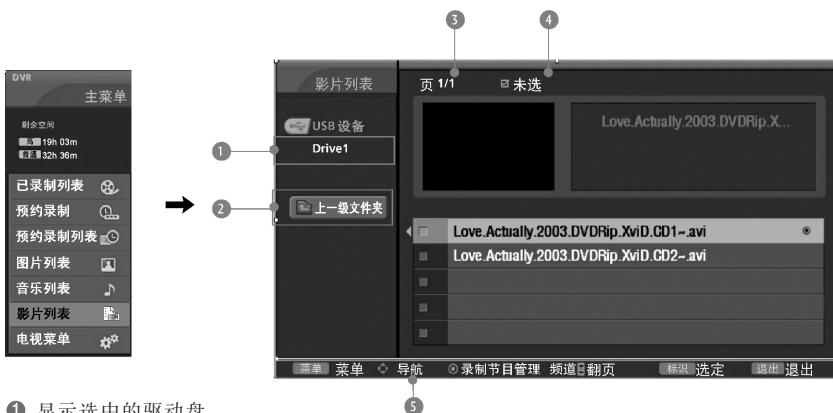 DVR
主菜单
剩余空间
高 19h 03m
普通 32h 36m
已录制列表
预约录制
预约录制列表
图片列表
音乐列表
影片列表
电视菜单
3
4
影片列表
页 1/1
未选
USB 设备
1
Drive1
Love.Actually.2003.DVDRip.X...
2
上一级文件夹
Love.Actually.2003.DVDRip.XviD.CD1~.avi
Love.Actually.2003.DVDRip.XviD.CD2~.avi
菜单 菜单 导航 录制节目管理 频道 翻页 标识 选定 退出 退出
5
1 显示选中的驱动盘